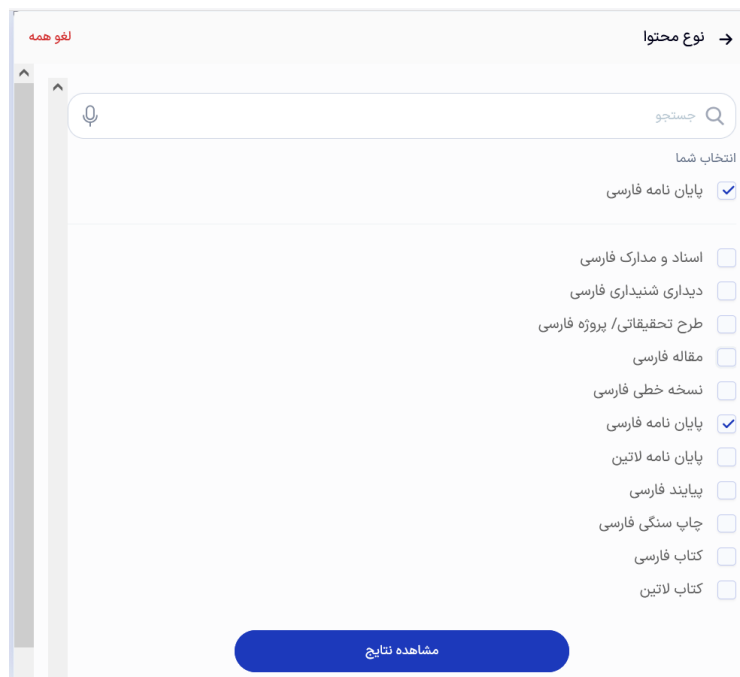 نوع محتوا
لغو همه
جستجو
انتخاب شما
پایان نامه فارسی
اسناد و مدارک فارسی
دیداری شنیداری فارسی
طرح تحقیقاتی/ پروژه فارسی
مقاله فارسی
نسخه خطی فارسی
پایان نامه فارسی
پایان نامه لاتین
پیایند فارسی
چاپ سنگی فارسی
کتاب فارسی
کتاب لاتین
مشاهده نتایج